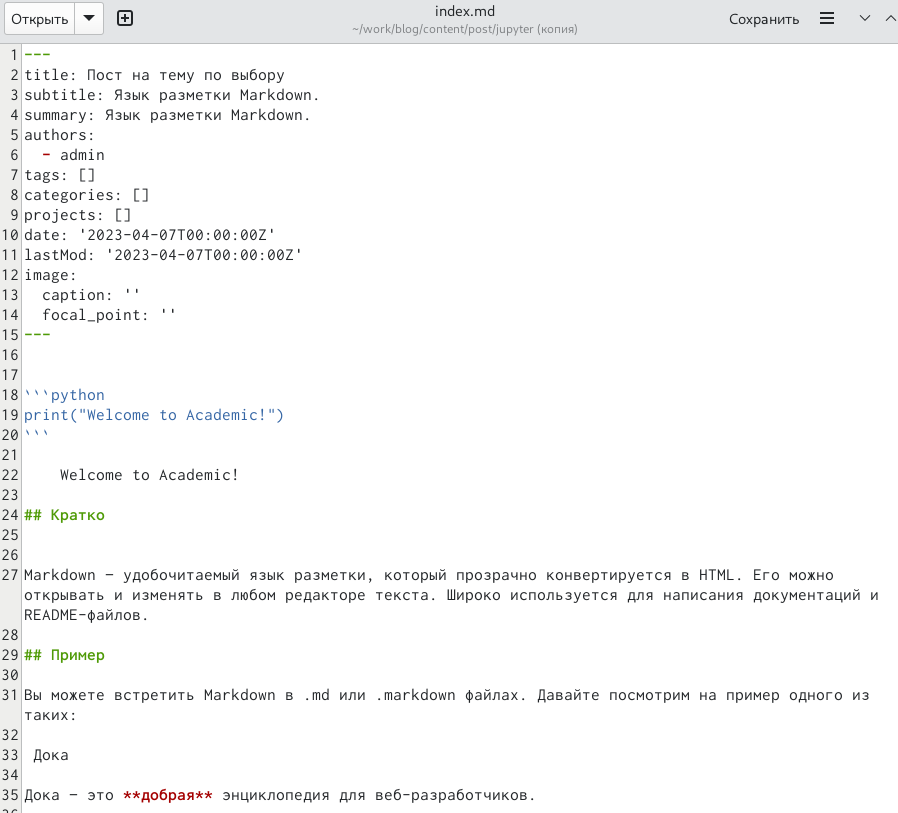 Открыть
index.md
~/work/blog/content/post/jupyter (копия)
Сохранить
1 ---
2 title: Пост на тему по выбору
3 subtitle: Язык разметки Markdown.
4 summary: Язык разметки Markdown.
5 authors:
6   - admin
7 tags: []
8 categories: []
9 projects: []
10 date: '2023-04-07T00:00:00Z'
11 lastMod: '2023-04-07T00:00:00Z'
12 image:
13   caption: ''
14   focal_point: ''
15 ---
16
17
18 ```python
19 print("Welcome to Academic!")
20 ```
21
22     Welcome to Academic!
23
24 ## Кратко
25
26
27 Markdown – удобочитаемый язык разметки, который прозрачно конвертируется в HTML. Его можно
открывать и изменять в любом редакторе текста. Широко используется для написания документаций и
README-файлов.
28
29 ## Пример
30
31 Вы можете встретить Markdown в .md или .markdown файлах. Давайте посмотрим на пример одного из
таких:
32
33  Дока
34
35 Дока – это **добрая** энциклопедия для веб-разработчиков.